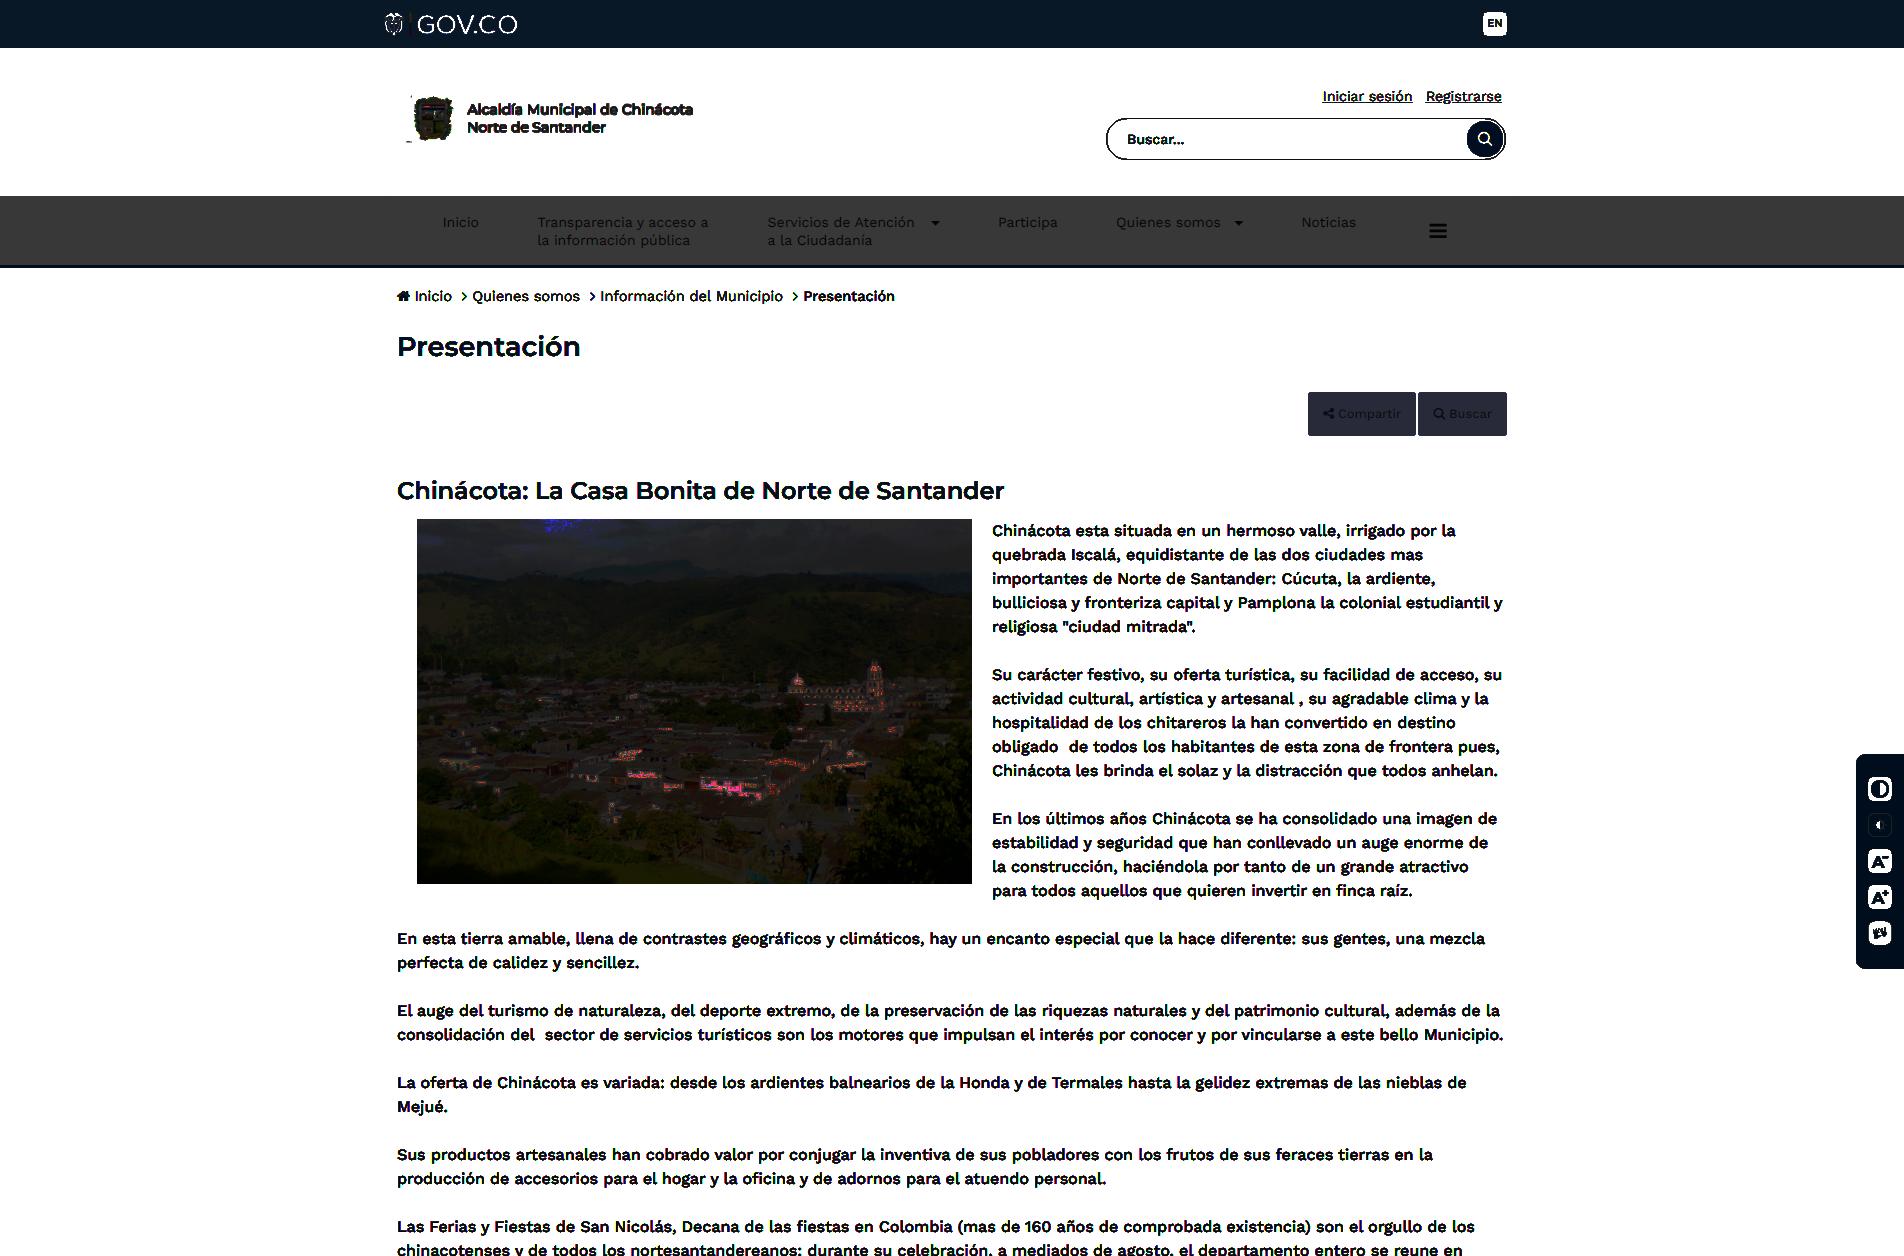 GOV.CO
EN
Alcaldía Municipal de Chinácota
Norte de Santander
Iniciar sesión Registrarse
Buscar...
Inicio
Transparencia y acceso a
la información pública
Servicios de Atención
a la Ciudadanía
Participa
Quienes somos
Noticias
Inicio > Quienes somos > Información del Municipio > Presentación
Presentación
Compartir
Buscar
Chinácota: La Casa Bonita de Norte de Santander
Chinácota esta situada en un hermoso valle, irrigado por la
quebrada Iscalá, equidistante de las dos ciudades mas
importantes de Norte de Santander: Cúcuta, la ardiente,
bulliciosa y fronteriza capital y Pamplona la colonial estudiantil y
religiosa "ciudad mitrada".
Su carácter festivo, su oferta turística, su facilidad de acceso, su
actividad cultural, artística y artesanal , su agradable clima y la
hospitalidad de los chitareros la han convertido en destino
obligado  de todos los habitantes de esta zona de frontera pues,
Chinácota les brinda el solaz y la distracción que todos anhelan.
En los últimos años Chinácota se ha consolidado una imagen de
estabilidad y seguridad que han conllevado un auge enorme de
la construcción, haciéndola por tanto de un grande atractivo
para todos aquellos que quieren invertir en finca raíz.
En esta tierra amable, llena de contrastes geográficos y climáticos, hay un encanto especial que la hace diferente: sus gentes, una mezcla
perfecta de calidez y sencillez.
El auge del turismo de naturaleza, del deporte extremo, de la preservación de las riquezas naturales y del patrimonio cultural, además de la
consolidación del  sector de servicios turísticos son los motores que impulsan el interés por conocer y por vincularse a este bello Municipio.
La oferta de Chinácota es variada: desde los ardientes balnearios de la Honda y de Termales hasta la gelidez extremas de las nieblas de
Mejué.
Sus productos artesanales han cobrado valor por conjugar la inventiva de sus pobladores con los frutos de sus feraces tierras en la
producción de accesorios para el hogar y la oficina y de adornos para el atuendo personal.
Las Ferias y Fiestas de San Nicolás, Decana de las fiestas en Colombia (mas de 160 años de comprobada existencia) son el orgullo de los
chinacotenses y de todos los nortesantandereanos: durante su celebración, a mediados de agosto, el departamento entero se reune en
A-
A+